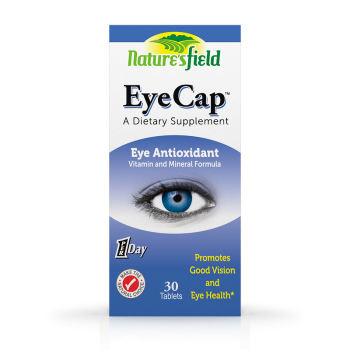 Nature'sfield
EyeCap™
A Dietary Supplement
Eye Antioxidant
Vitamin and Mineral Formula
1 Day
Promotes
Good Vision
and
Eye Health*
30
Tablets